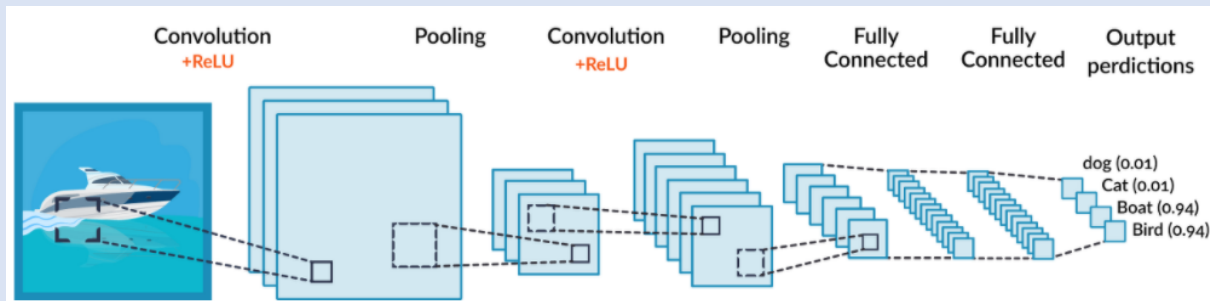 Convolution
+ReLU
Pooling
Convolution
+ReLU
Pooling
Fully
Connected
Fully
Connected
Output
perdictions
dog (0.01)
Cat (0.01)
Boat (0.94)
Bird (0.94)